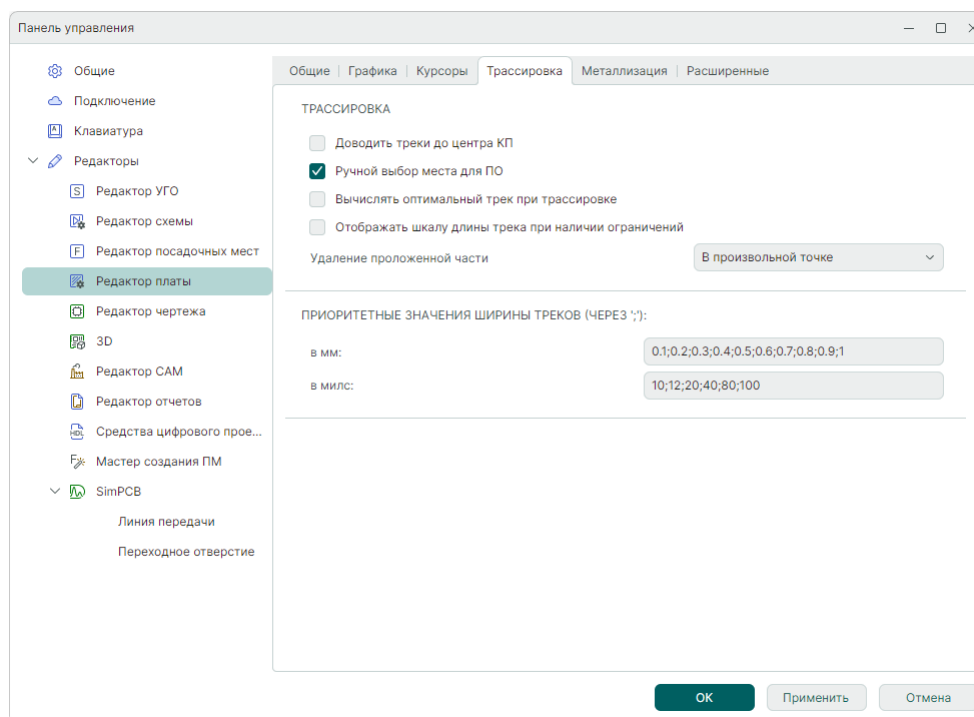 Панель управления
Общие
Подключение
Клавиатура
Редакторы
Редактор УГО
Редактор схемы
Редактор посадочных мест
Редактор платы
Редактор чертежа
3D
Редактор CAM
Редактор отчетов
Средства цифрового прое...
Мастер создания ПМ
SimPCB
Линия передачи
Переходное отверстие
Общие Графика Курсоры Трассировка Металлизация Расширенные
ТРАССИРОВКА
Доводить треки до центра КП
Ручной выбор места для ПО
Вычислять оптимальный трек при трассировке
Отображать шкалу длины трека при наличии ограничений
Удаление проложенной части В произвольной точке
ПРИОРИТЕТНЫЕ ЗНАЧЕНИЯ ШИРИНЫ ТРЕКОВ (ЧЕРЕЗ ';'):
в мм: 0.1;0.2;0.3;0.4;0.5;0.6;0.7;0.8;0.9;1
в милс: 10;12;20;40;80;100
ОК Применить Отмена